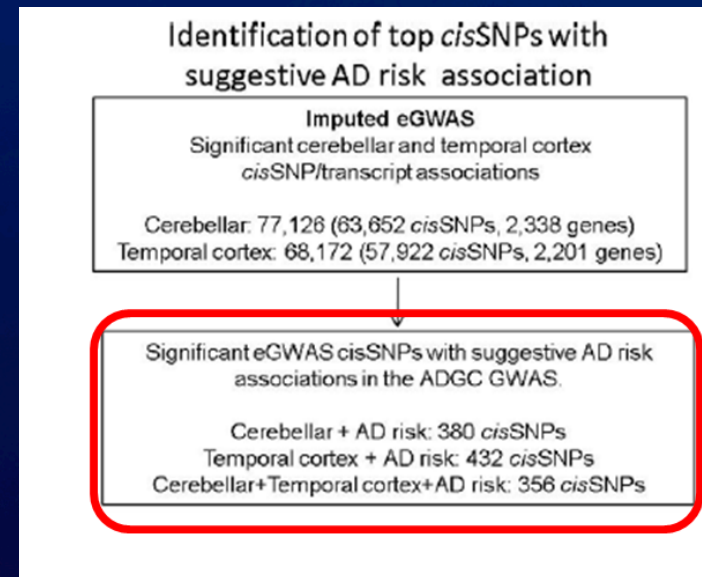 Identification of top cisSNPs with
suggestive AD risk association
Imputed eGWAS
Significant cerebellar and temporal cortex
cisSNP/transcript associations
Cerebellar: 77,126 (63,652 cisSNPs, 2,338 genes)
Temporal cortex: 68,172 (57,922 cisSNPs, 2,201 genes)
Significant eGWAS cisSNPs with suggestive AD risk
associations in the ADGC GWAS.
Cerebellar + AD risk: 380 cisSNPs
Temporal cortex + AD risk: 432 cisSNPs
Cerebellar+Temporal cortex+AD risk: 356 cisSNPs